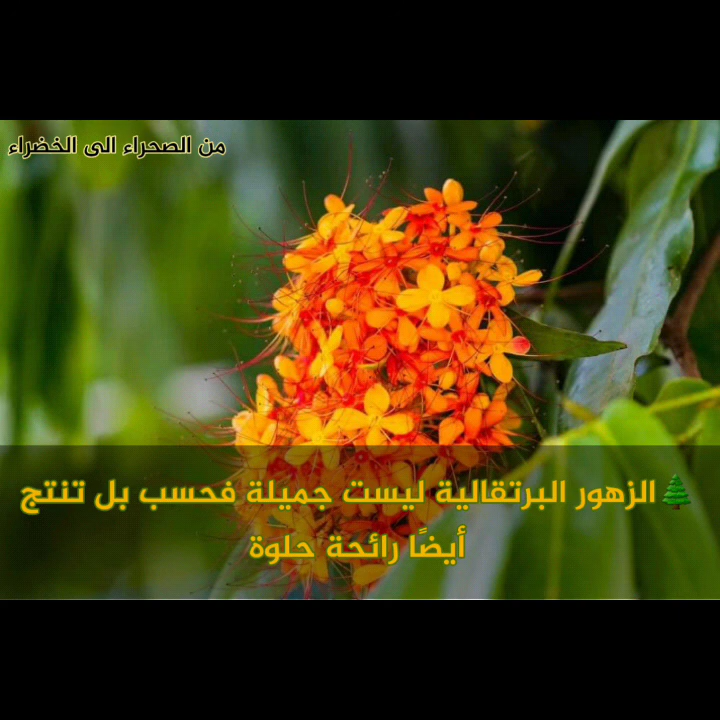 من الصحراء الى الخضراء
🌲الزهور البرتقالية ليست جميلة فحسب بل تنتج
أيضًا رائحة حلوة